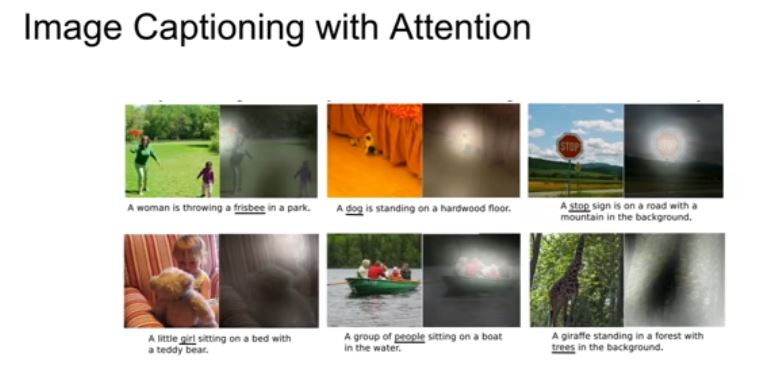 Image Captioning with Attention
A woman is throwing a frisbee in a park.
A dog is standing on a hardwood floor.
STOP
STOP
A stop sign is on a road with a
mountain in the background.
A little girl sitting on a bed with
a teddy bear.
A group of people sitting on a boat
in the water.
A giraffe standing in a forest with
trees in the background.